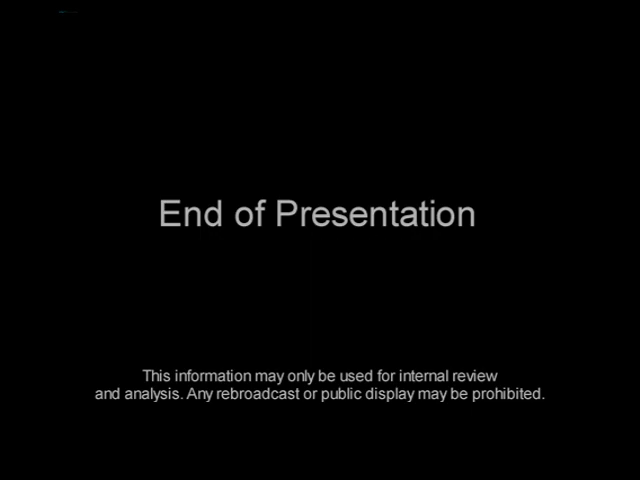 End of Presentation
This information may only be used for internal review
and analysis. Any rebroadcast or public display may be prohibited.